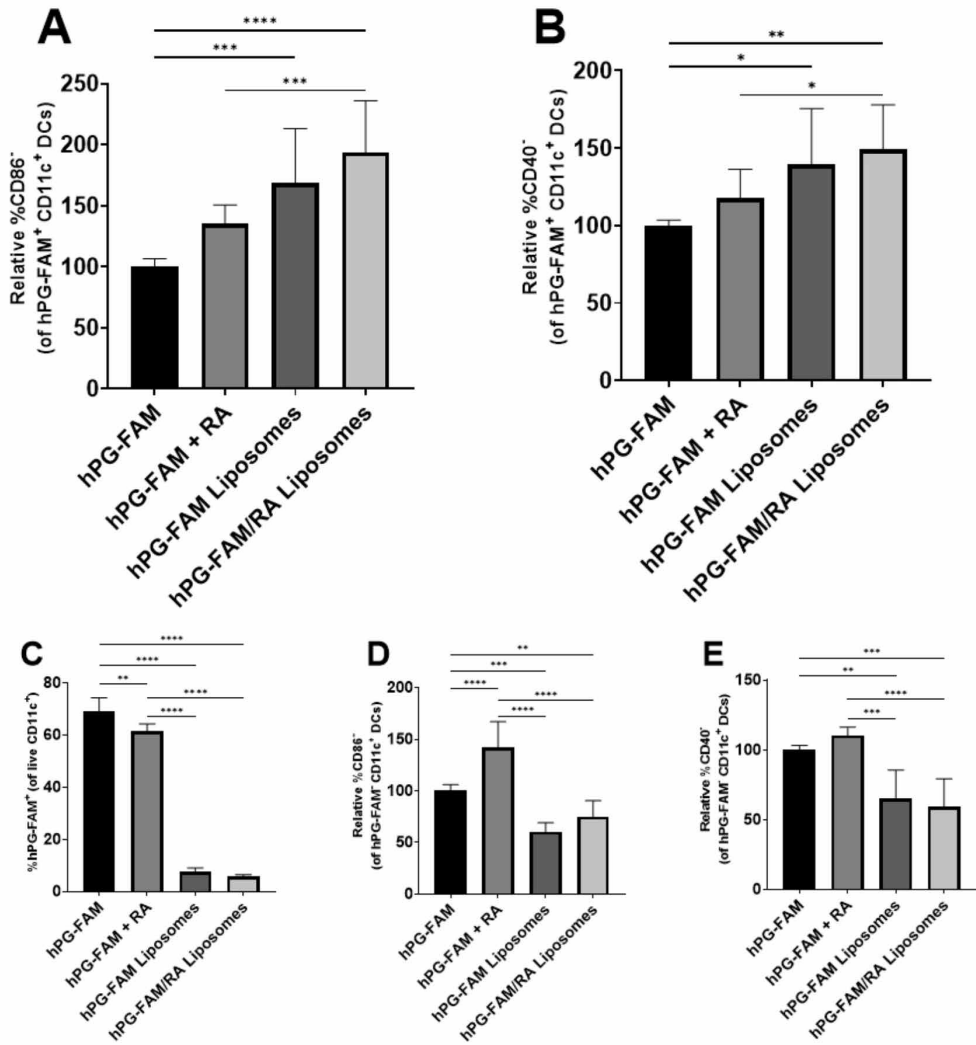 A
****
***
***
Relative %CD86⁻
(of hPG-FAM⁺ CD11c⁺ DCs)
250
200
150
100
50
0
hPG-FAM
hPG-FAM + RA
hPG-FAM Liposomes
hPG-FAM/RA Liposomes
B
**
*
*
Relative %CD40⁻
(of hPG-FAM⁺ CD11c⁺ DCs)
200
150
100
50
0
hPG-FAM
hPG-FAM + RA
hPG-FAM Liposomes
hPG-FAM/RA Liposomes
C
****
****
** ****
****
%hPG-FAM⁺ (of live CD11c⁺)
80
60
40
20
0
hPG-FAM
hPG-FAM + RA
hPG-FAM Liposomes
hPG-FAM/RA Liposomes
D
**
***
**** ****
****
Relative %CD86⁻
(of hPG-FAM⁻ CD11c⁺ DCs)
200
150
100
50
0
hPG-FAM
hPG-FAM + RA
hPG-FAM Liposomes
hPG-FAM/RA Liposomes
E
***
**
****
***
Relative %CD40⁻
(of hPG-FAM⁻ CD11c⁺ DCs)
150
100
50
0
hPG-FAM
hPG-FAM + RA
hPG-FAM Liposomes
hPG-FAM/RA Liposomes